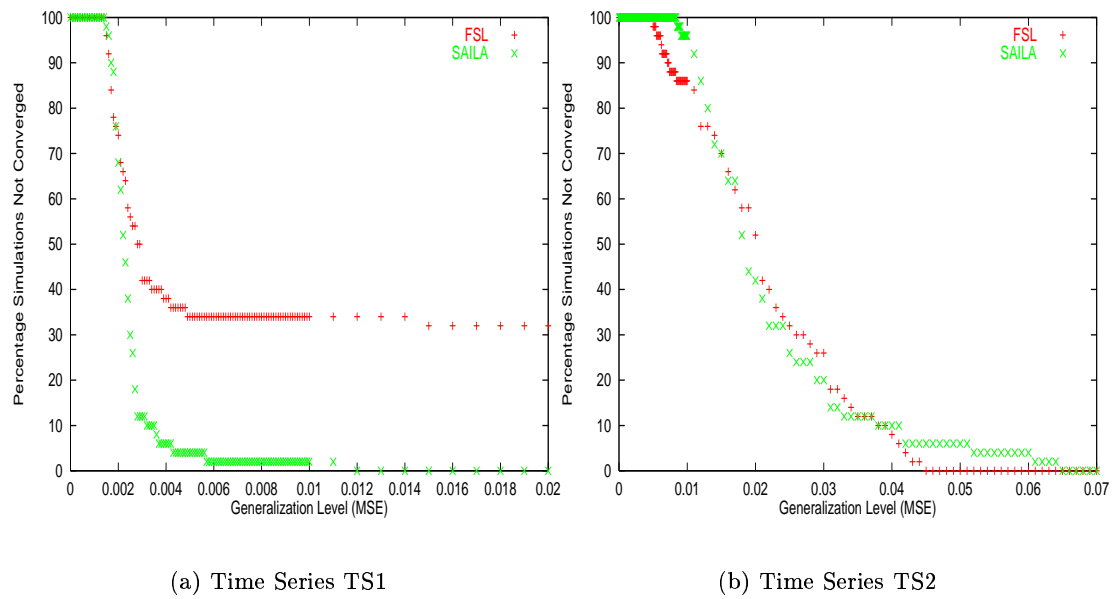 100
90
80
70
60
50
40
30
20
10
0
Percentage Simulations Not Converged
FSL
SAILA
0 0.002 0.004 0.006 0.008 0.01 0.012 0.014 0.016 0.018 0.02
Generalization Level (MSE)
(a) Time Series TS1
100
90
80
70
60
50
40
30
20
10
0
Percentage Simulations Not Converged
FSL
SAILA
0 0.01 0.02 0.03 0.04 0.05 0.06 0.07
Generalization Level (MSE)
(b) Time Series TS2